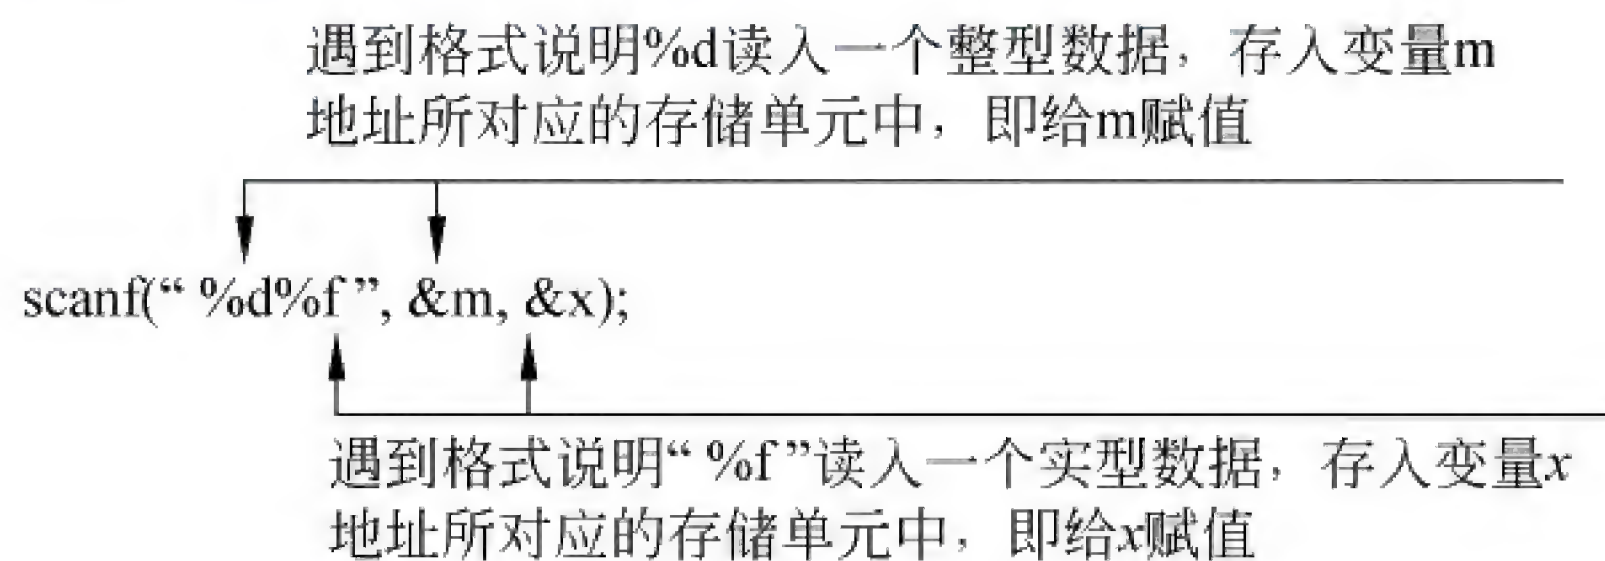 遇到格式说明%d读入一个整型数据，存入变量m
地址所对应的存储单元中，即给m赋值
scanf(“ %d%f ”, &m, &x);
遇到格式说明“ %f ”读入一个实型数据，存入变量x
地址所对应的存储单元中，即给x赋值